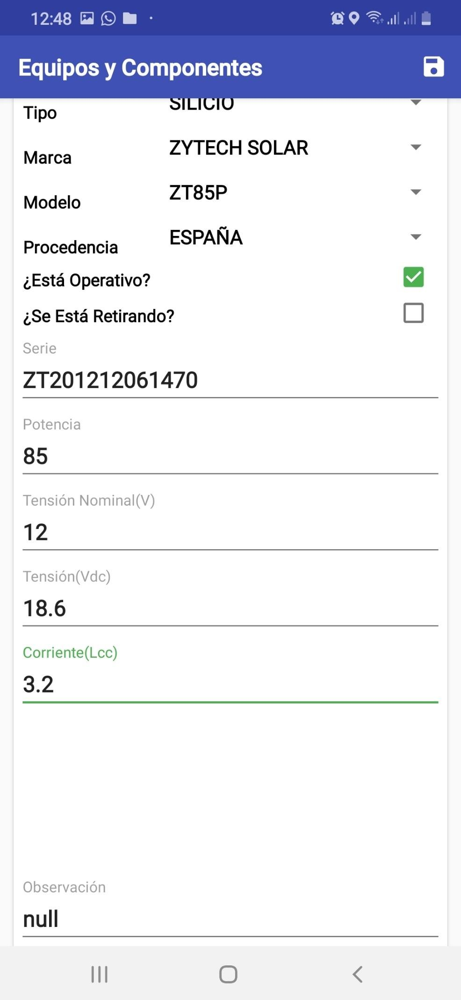 12:48
Equipos y Componentes
Tipo SILICIO
Marca ZYTECH SOLAR
Modelo ZT85P
Procedencia ESPAÑA
¿Está Operativo?
¿Se Está Retirando?
Serie
ZT201212061470
Potencia
85
Tensión Nominal(V)
12
Tensión(Vdc)
18.6
Corriente(Lcc)
3.2
Observación
null